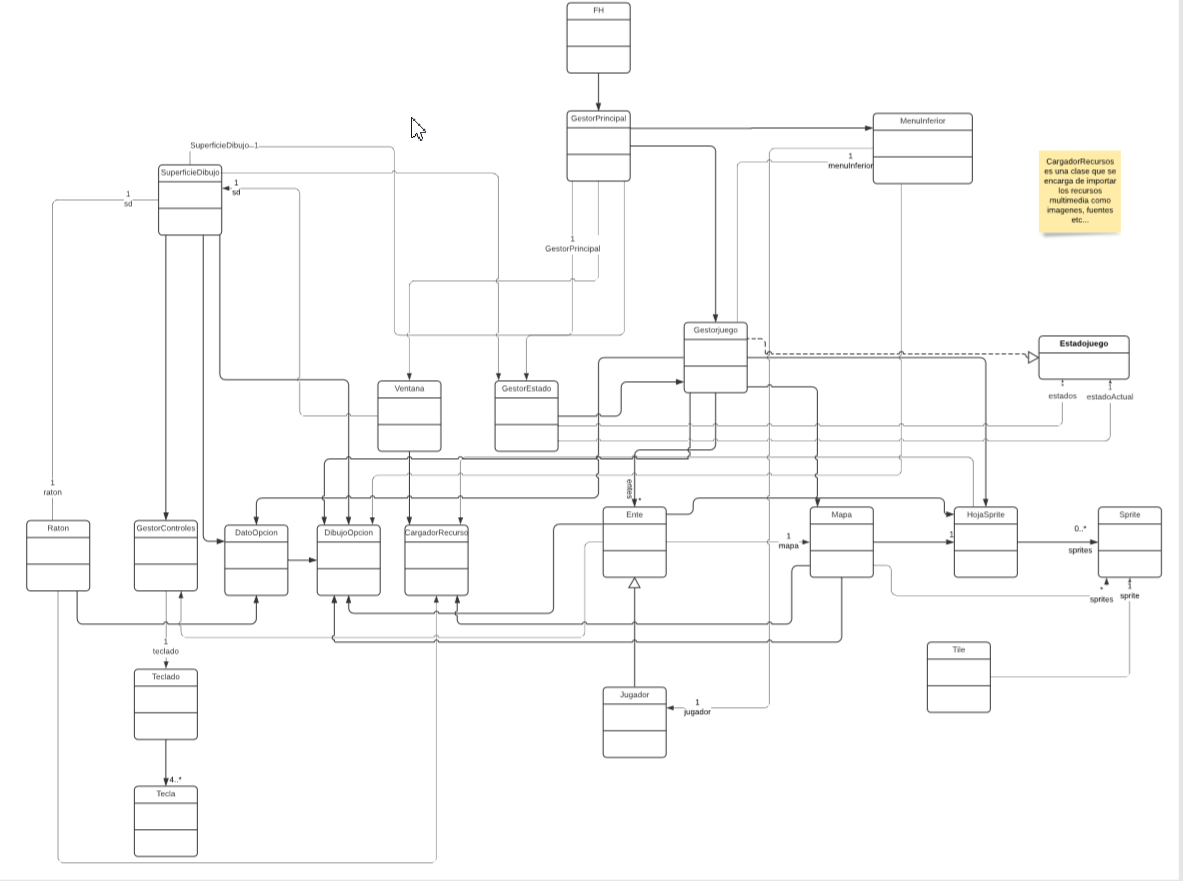 FH
GestorPrincipal
MenuInferior
SuperficieDibujo 1
1
menuInferior
CargadorRecursos
es una clase que se
encarga de importar
los recursos
multimedia como
imagenes, fuentes
etc...
SuperficieDibujo
1
sd
1
sd
1
GestorPrincipal
Gestorjuego
Estadojuego
Ventana
GestorEstado
*
estados
1
estadoActual
1
raton
entes
*
Raton
GestorControles
DatoOpcion
DibujoOpcion
CargadorRecurso
Ente
Mapa
HojaSprite
Sprite
1
mapa
1
0..*
sprites
*
sprites
1
sprite
1
teclado
Teclado
Tile
Jugador
1
jugador
4..*
Tecla